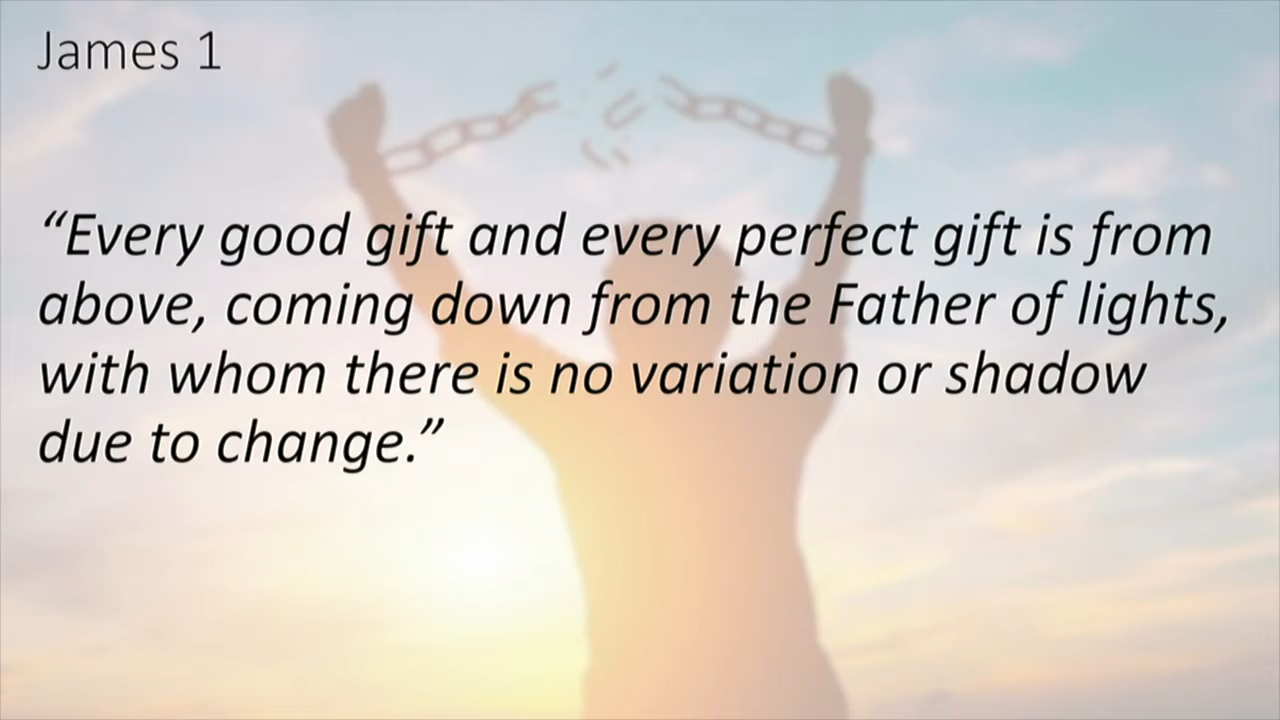 James 1
“Every good gift and every perfect gift is from
above, coming down from the Father of lights,
with whom there is no variation or shadow
due to change.”